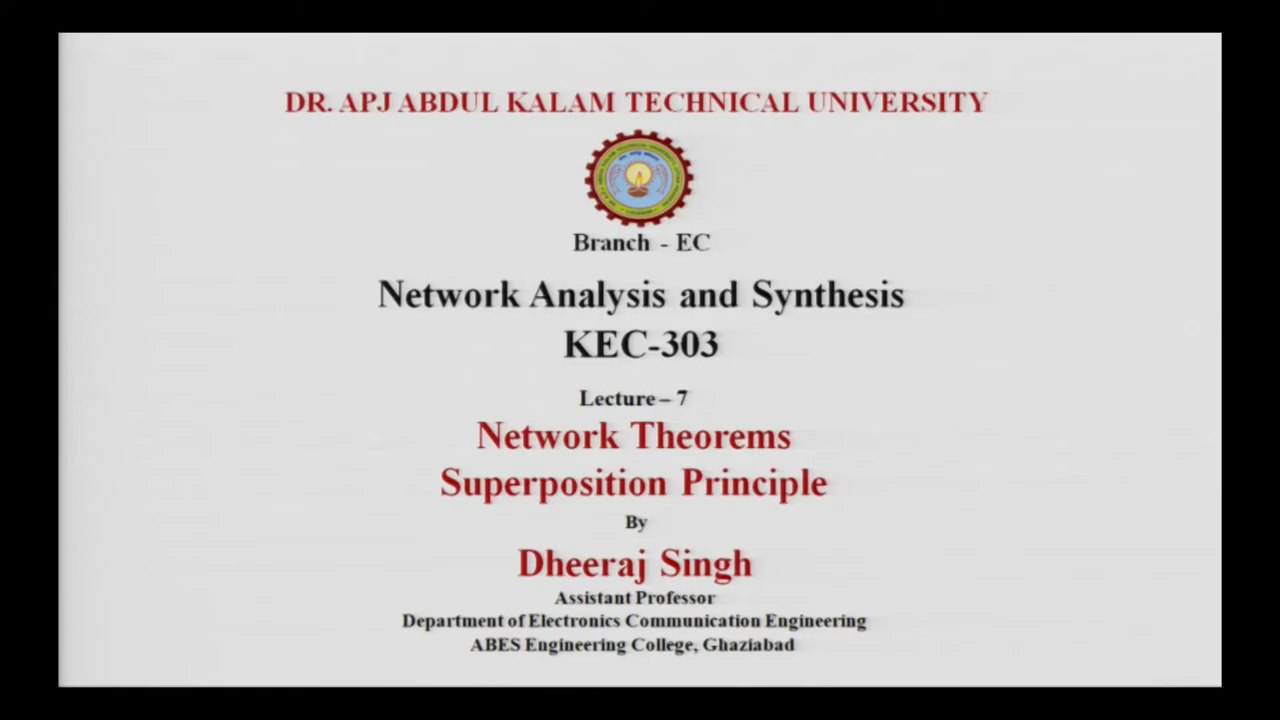 DR. APJ ABDUL KALAM TECHNICAL UNIVERSITY
Branch - EC
Network Analysis and Synthesis
KEC-303
Lecture – 7
Network Theorems
Superposition Principle
By
Dheeraj Singh
Assistant Professor
Department of Electronics Communication Engineering
ABES Engineering College, Ghaziabad